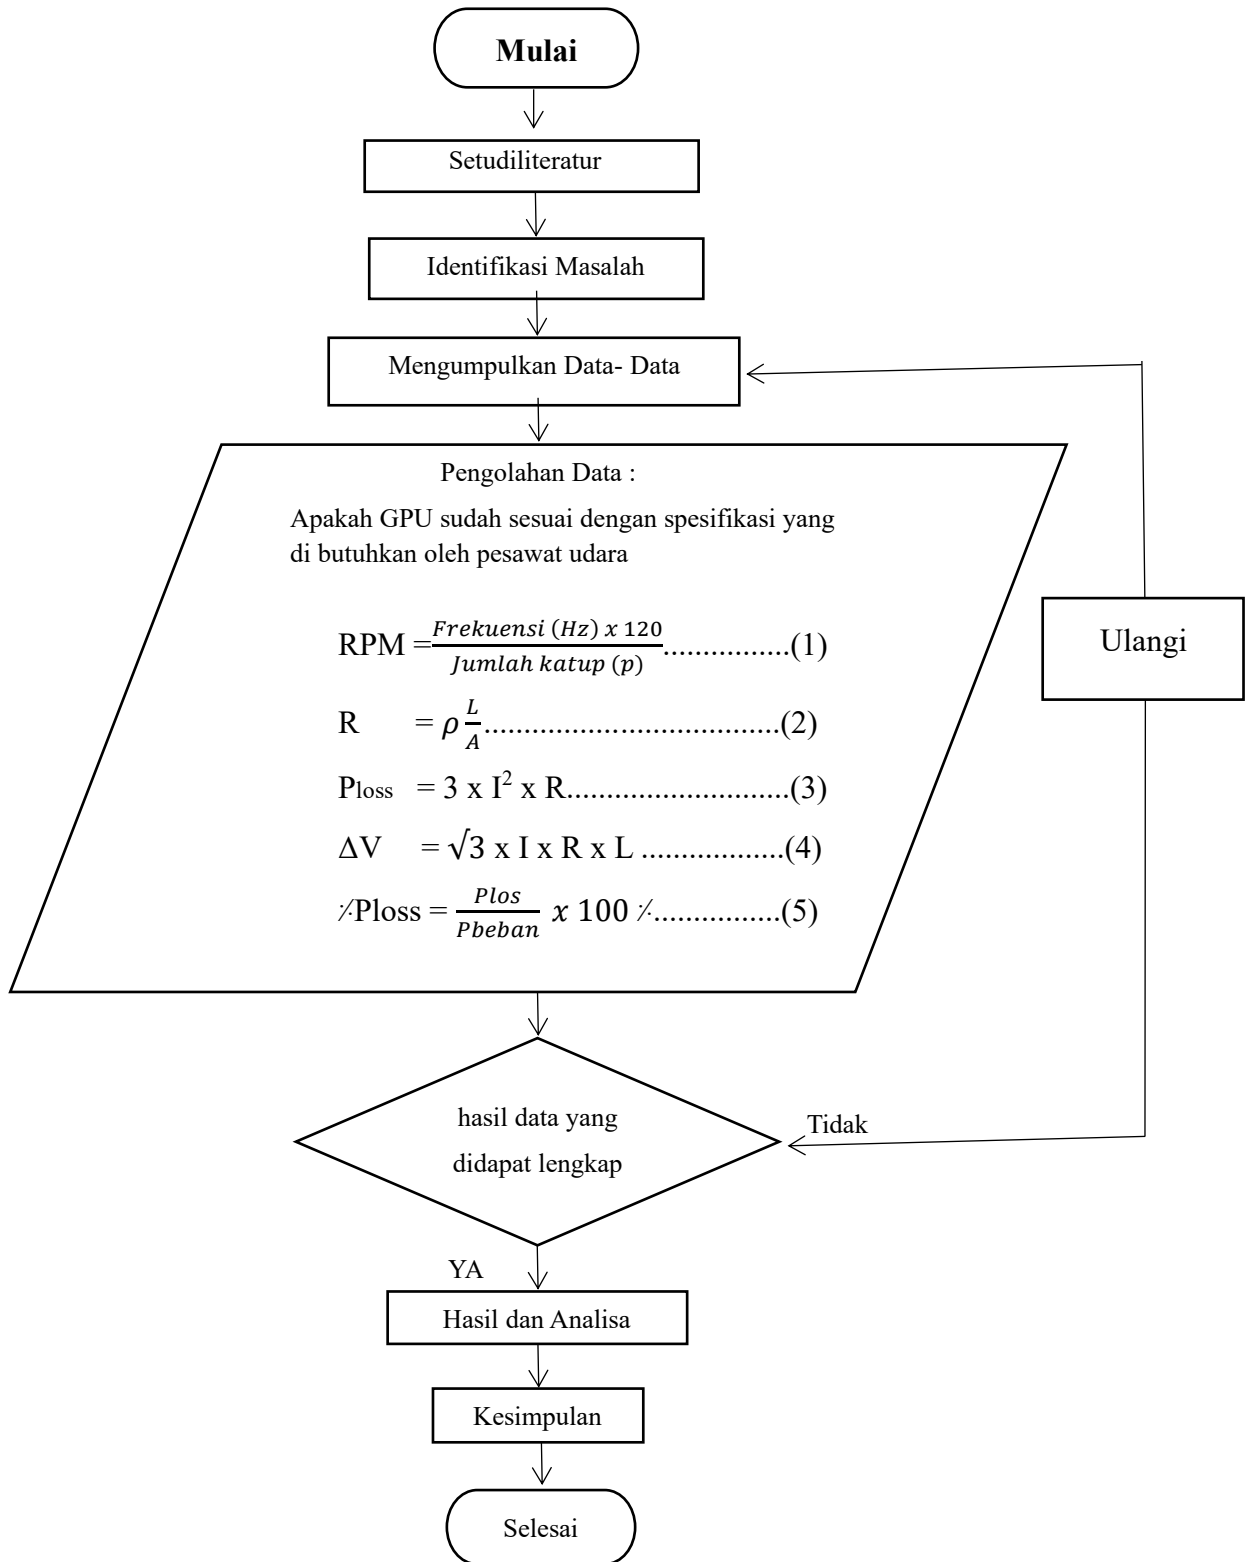 Mulai
Setudiliteratur
Identifikasi Masalah
Mengumpulkan Data- Data
Pengolahan Data :
Apakah GPU sudah sesuai dengan spesifikasi yang
di butuhkan oleh pesawat udara
RPM = Frekuensi (Hz) x 120 / Jumlah katup (p) ................(1)
R = ρ L/A ....................................(2)
Ploss = 3 x I² x R............................(3)
ΔV = √3 x I x R x L ..................(4)
٪Ploss = Plos / Pbeban x 100 ٪................(5)
Ulangi
hasil data yang
didapat lengkap
Tidak
YA
Hasil dan Analisa
Kesimpulan
Selesai